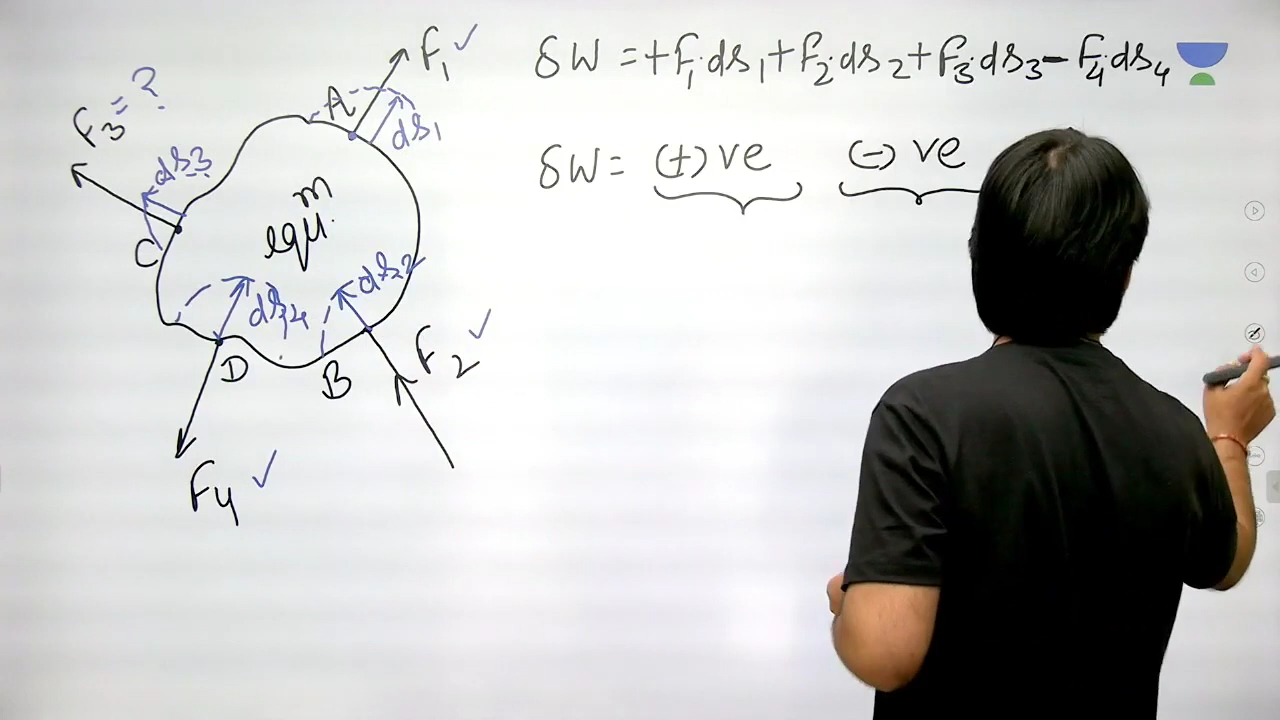 δW = +F₁.ds₁ + F₂.ds₂ + F₃.ds₃ - F₄.ds₄
δW = (+) ve (-) ve
F₁ ✓
A
ds₁
F₃ = ?
ds₃
C
m
equi.
ds₂
ds₄
D
B
F₂ ✓
F₄ ✓